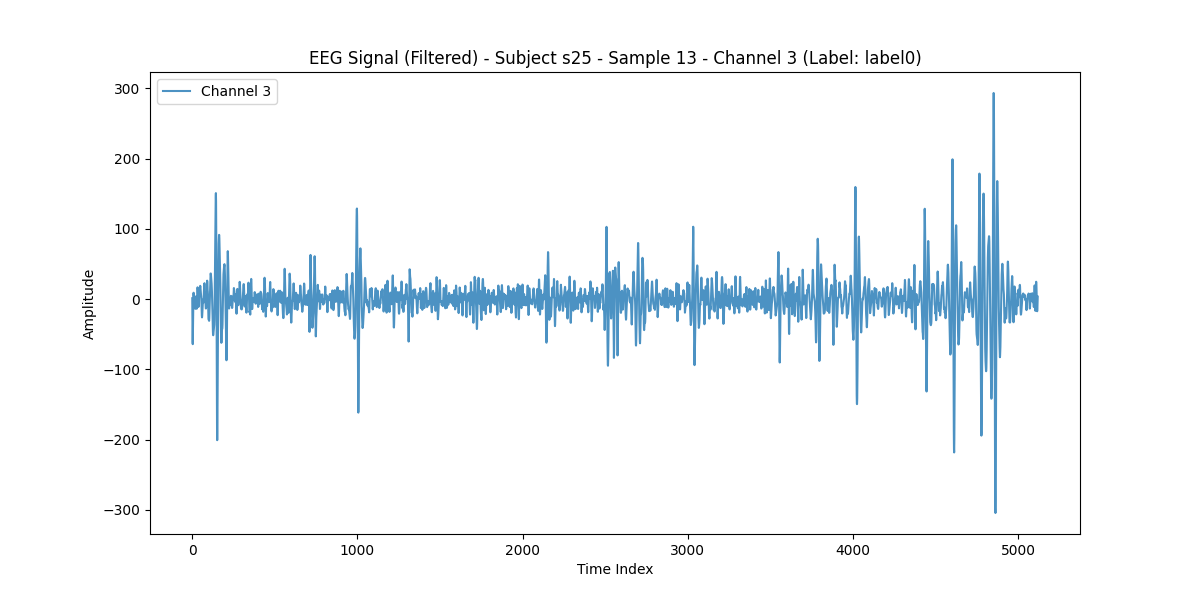 EEG Signal (Filtered) - Subject s25 - Sample 13 - Channel 3 (Label: label0)
Channel 3
300
200
100
0
−100
−200
−300
Amplitude
0 1000 2000 3000 4000 5000
Time Index